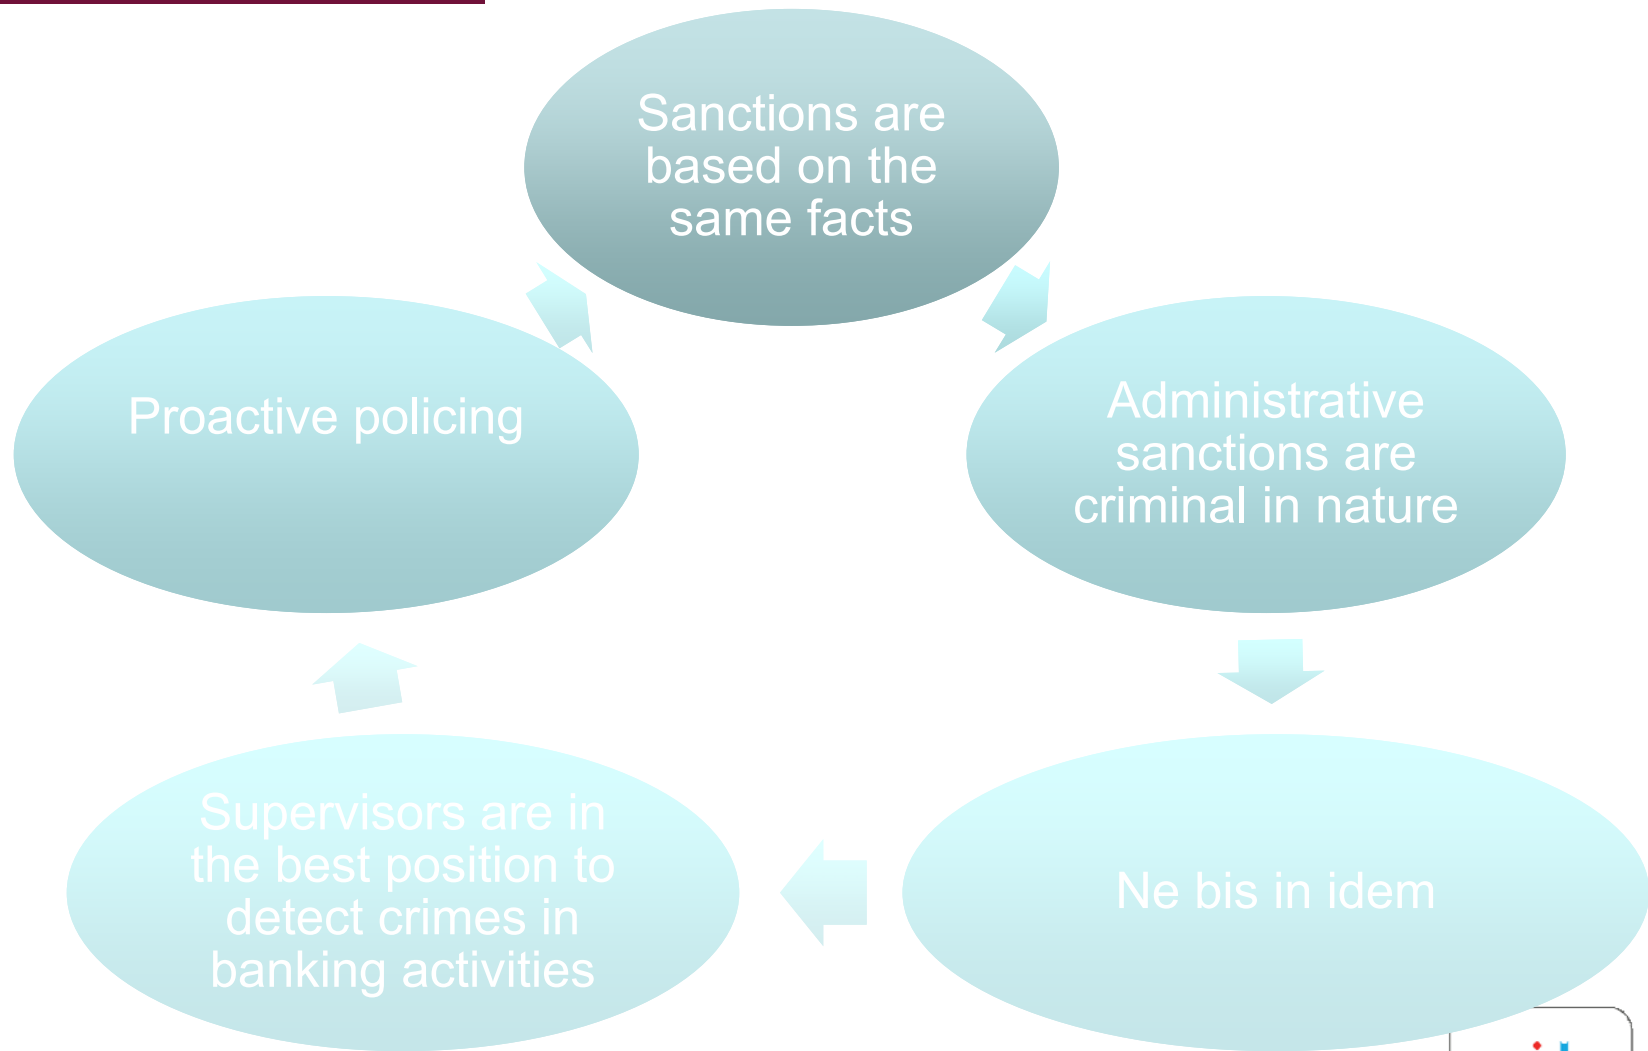 Sanctions are
based on the
same facts
Administrative
sanctions are
criminal in nature
Ne bis in idem
Supervisors are in
the best position to
detect crimes in
banking activities
Proactive policing